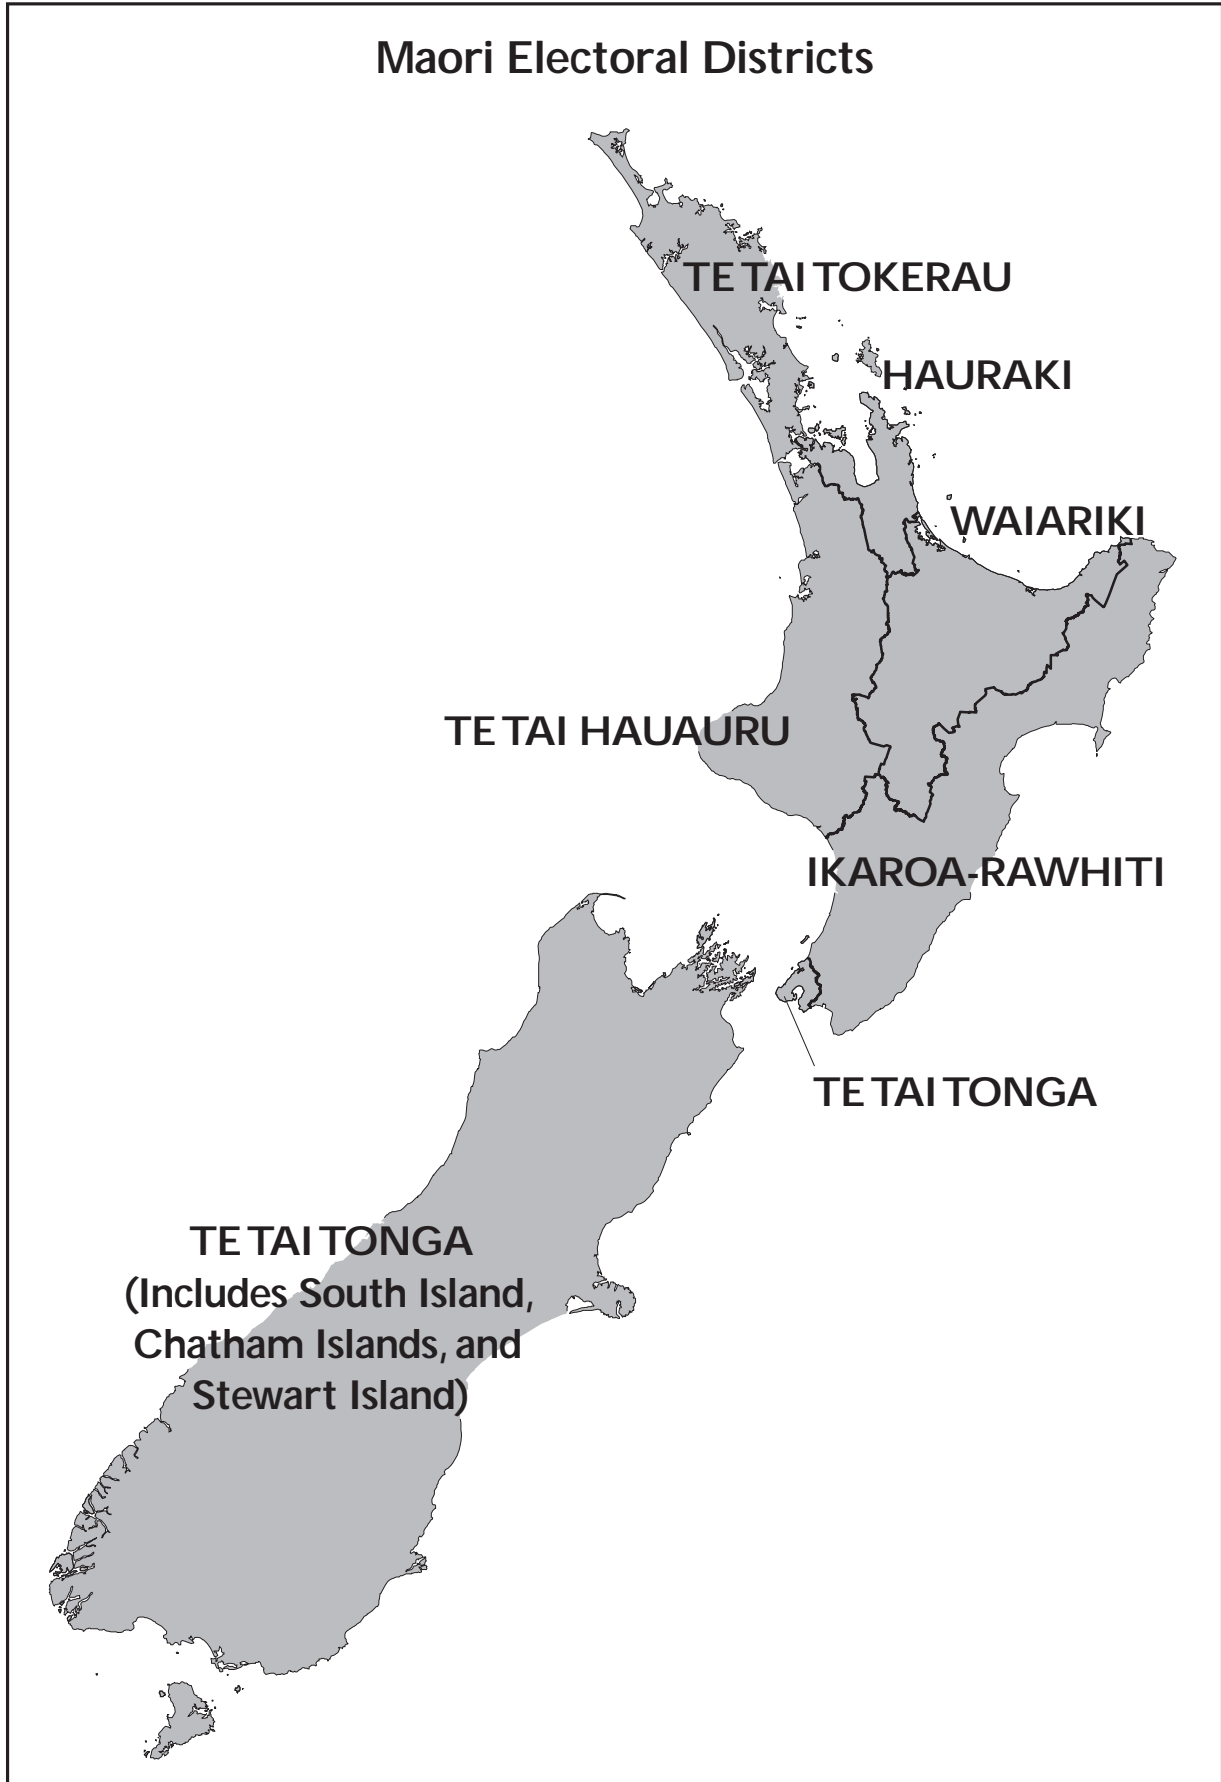 Maori Electoral Districts
TE TAI TOKERAU
HAURAKI
WAIARIKI
TE TAI HAUAURU
IKAROA-RAWHITI
TE TAI TONGA
TE TAI TONGA
(Includes South Island,
Chatham Islands, and
Stewart Island)